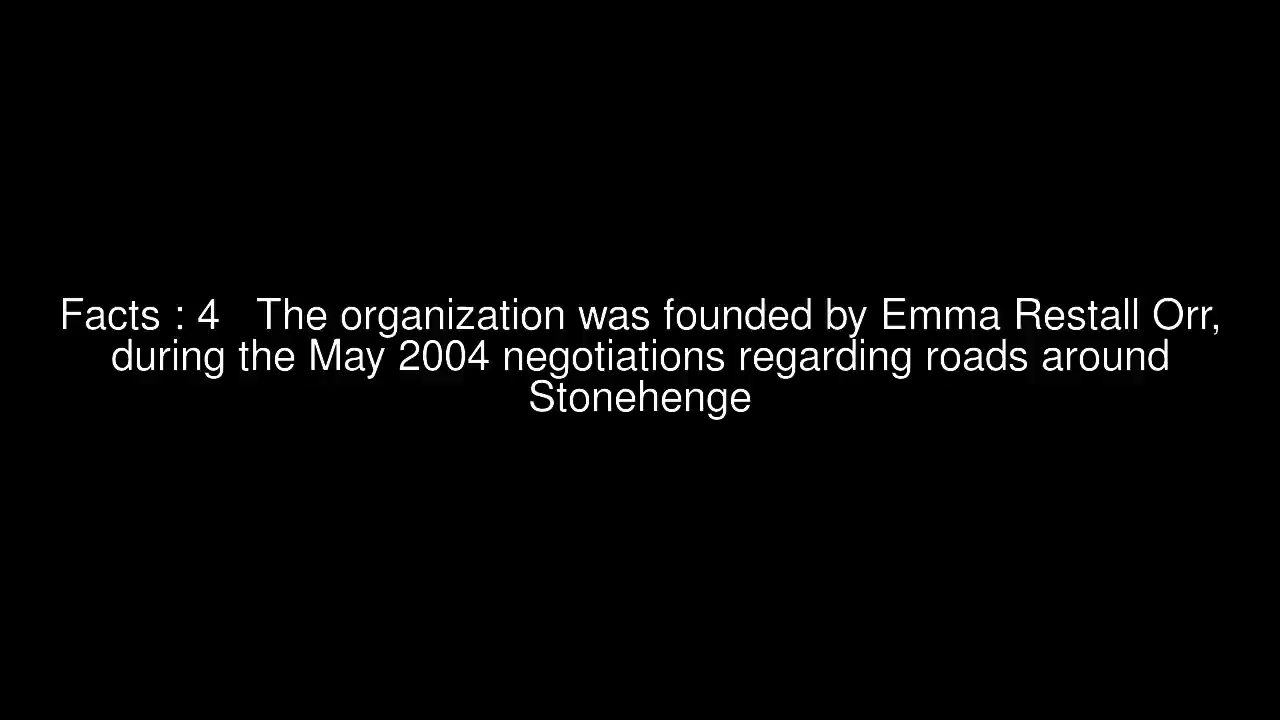 Facts : 4   The organization was founded by Emma Restall Orr,
during the May 2004 negotiations regarding roads around
Stonehenge